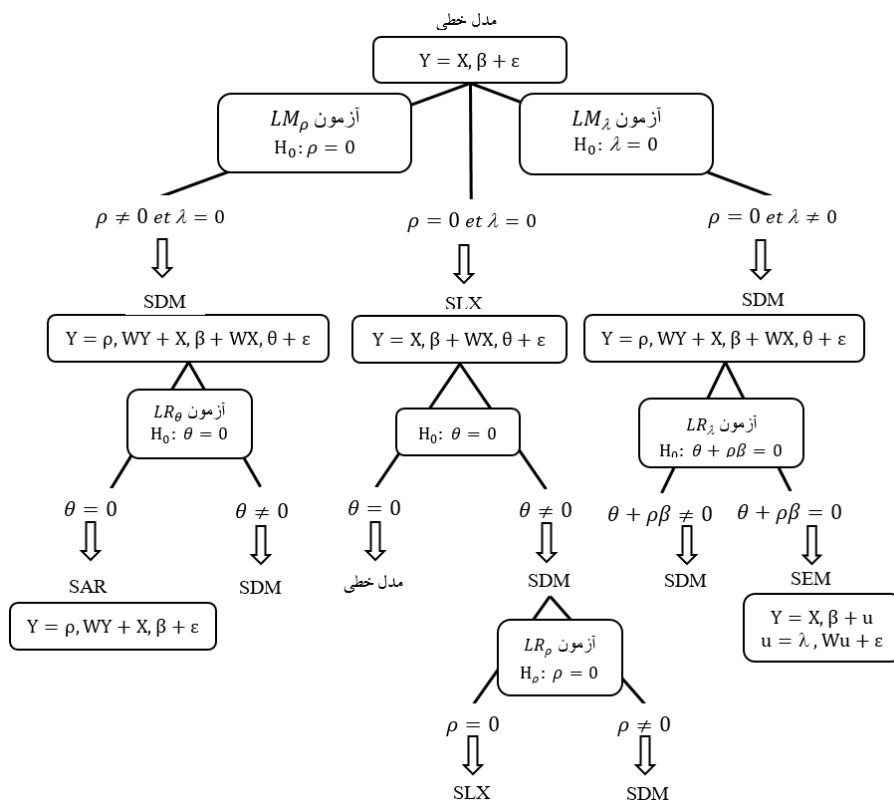 مدل خطی
Y = X, β + ε
آزمون LMρ
H₀: ρ = 0
آزمون LMλ
H₀: λ = 0
ρ ≠ 0 et λ = 0
ρ = 0 et λ = 0
ρ = 0 et λ ≠ 0
SDM
SLX
SDM
Y = ρ, WY + X, β + WX, θ + ε
Y = X, β + WX, θ + ε
Y = ρ, WY + X, β + WX, θ + ε
آزمون LRθ
H₀: θ = 0
H₀: θ = 0
آزمون LRλ
H₀: θ + ρβ = 0
θ = 0
θ ≠ 0
θ = 0
θ ≠ 0
θ + ρβ ≠ 0
θ + ρβ = 0
SAR
SDM
مدل خطی
SDM
SDM
SEM
Y = ρ, WY + X, β + ε
Y = X, β + u
u = λ , Wu + ε
آزمون LRρ
Hρ: ρ = 0
ρ = 0
ρ ≠ 0
SLX
SDM